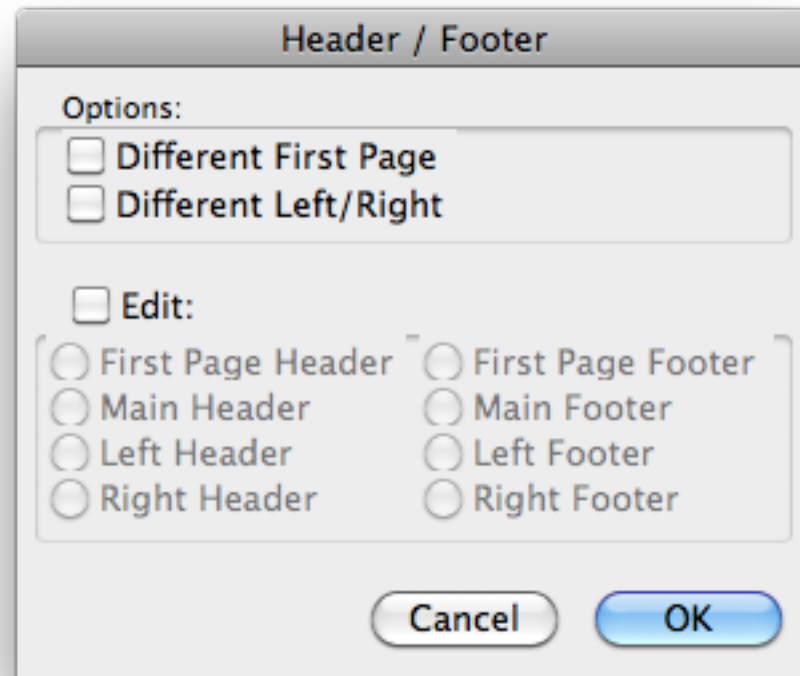 Header / Footer
Options:
Different First Page
Different Left/Right
Edit:
First Page Header First Page Footer
Main Header Main Footer
Left Header Left Footer
Right Header Right Footer
Cancel OK